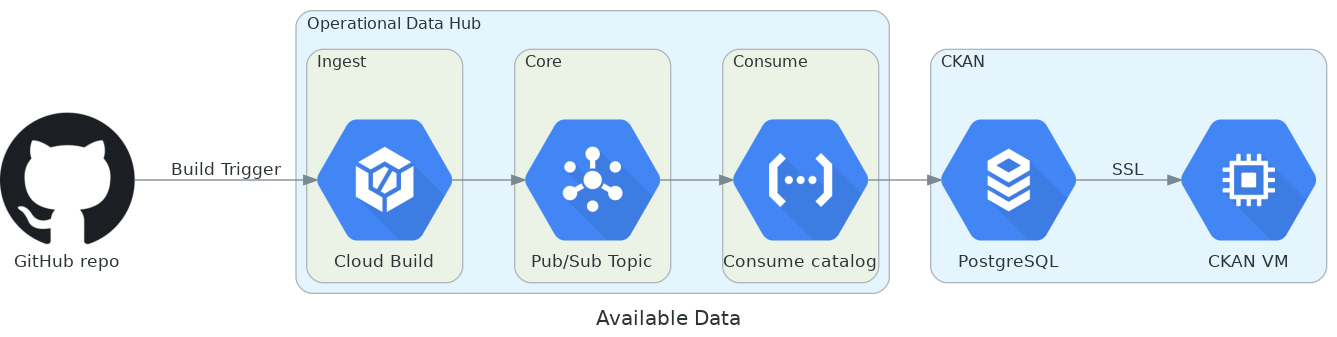 Operational Data Hub
Ingest
Core
Consume
CKAN
Build Trigger
SSL
GitHub repo
Cloud Build
Pub/Sub Topic
Consume catalog
PostgreSQL
CKAN VM
Available Data